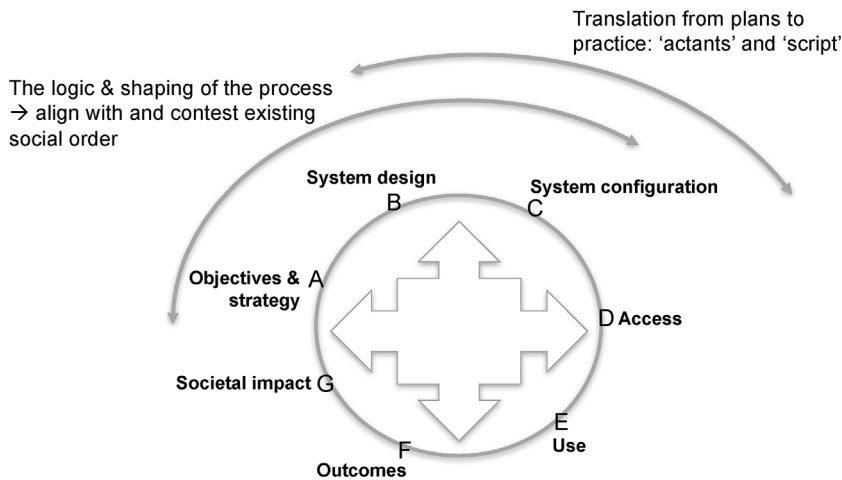 Translation from plans to
practice: ‘actants’ and ‘script’
The logic & shaping of the process
→ align with and contest existing
social order
System design
B
System configuration
C
Objectives &
strategy
A
D
Access
Societal impact
G
E
Use
F
Outcomes